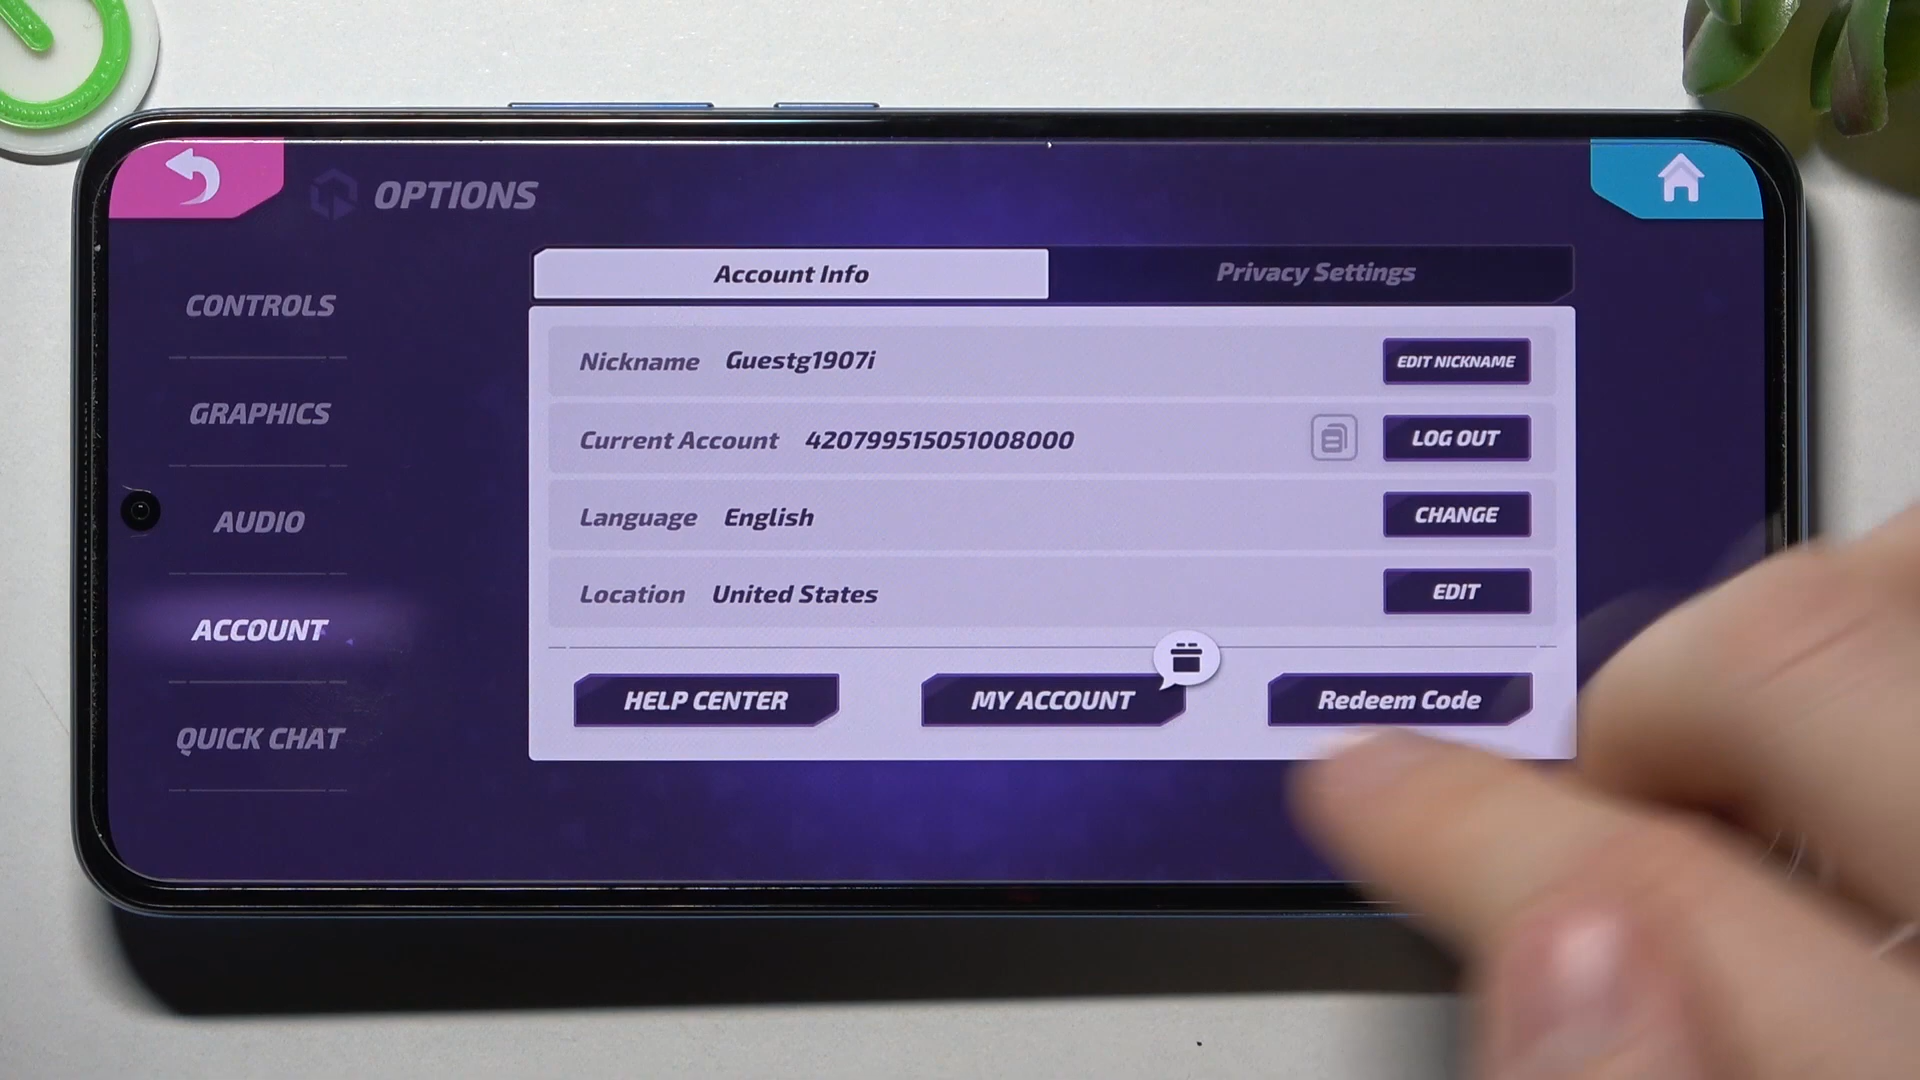 OPTIONS
Account Info
Privacy Settings
CONTROLS
GRAPHICS
AUDIO
ACCOUNT
QUICK CHAT
Nickname Guestg1907i EDIT NICKNAME
Current Account 420799515051008000 LOG OUT
Language English CHANGE
Location United States EDIT
HELP CENTER
MY ACCOUNT
Redeem Code